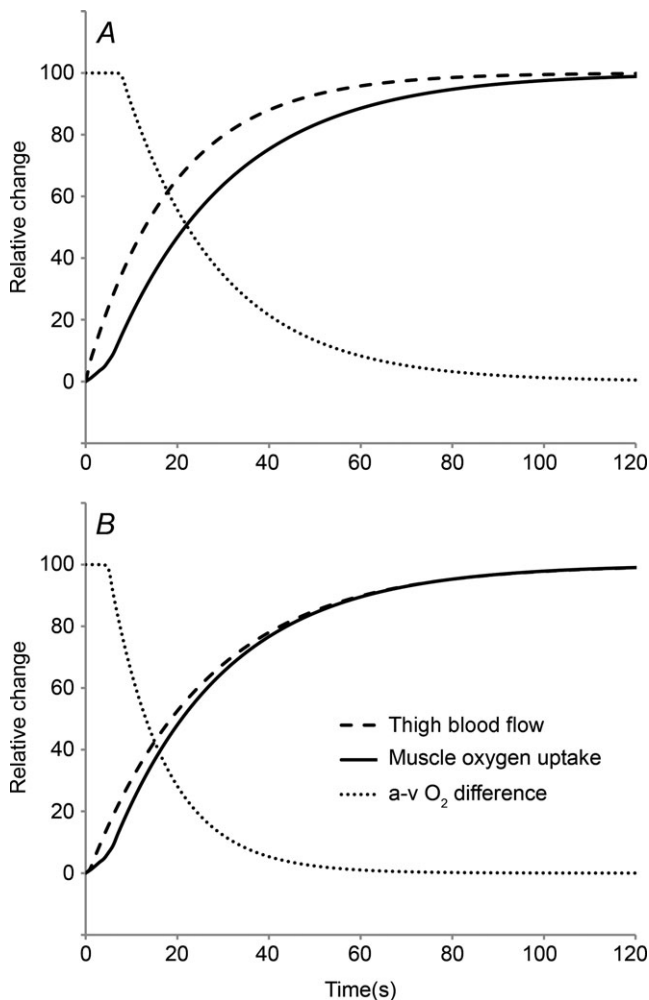 A
100
80
60
40
20
0
Relative change
0 20 40 60 80 100 120
B
100
80
60
40
20
0
Relative change
Thigh blood flow
Muscle oxygen uptake
a-v O₂ difference
0 20 40 60 80 100 120
Time(s)